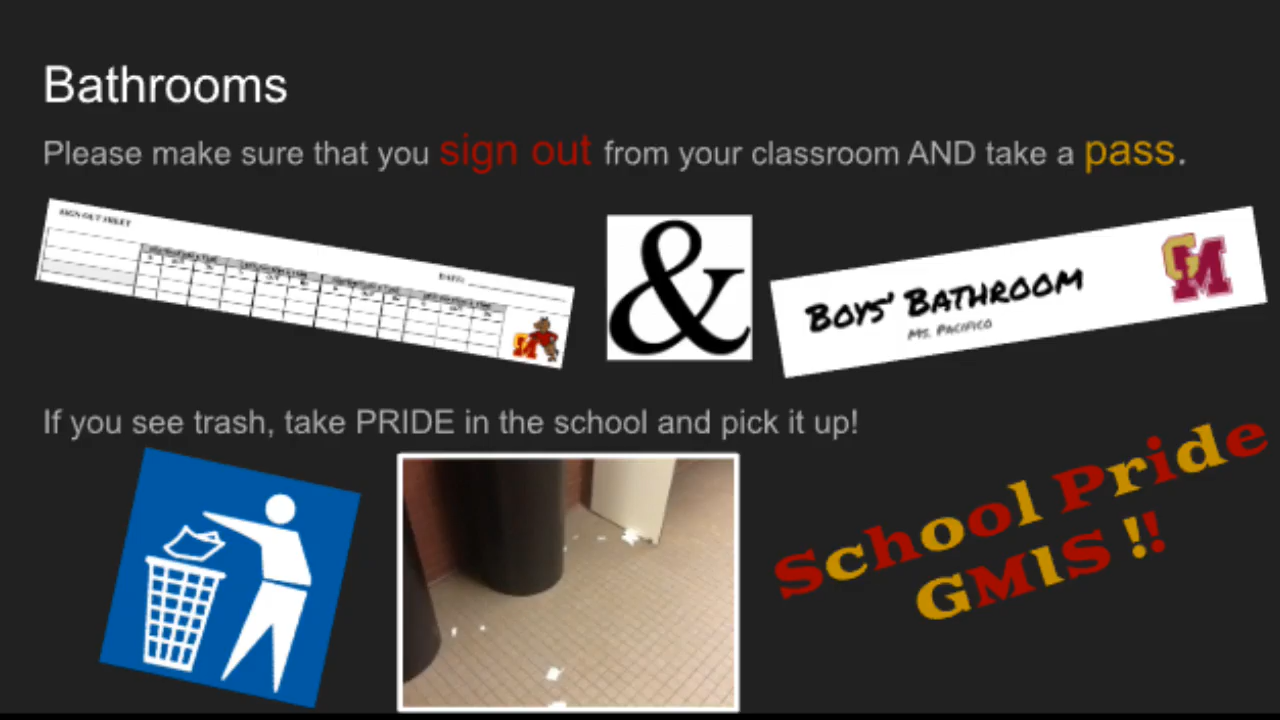 Bathrooms
Please make sure that you sign out from your classroom AND take a pass.
SIGN-OUT SHEET
DATE:
&
Boys' Bathroom
Ms. Pacifico
GM
If you see trash, take PRIDE in the school and pick it up!
School Pride
GMIS !!